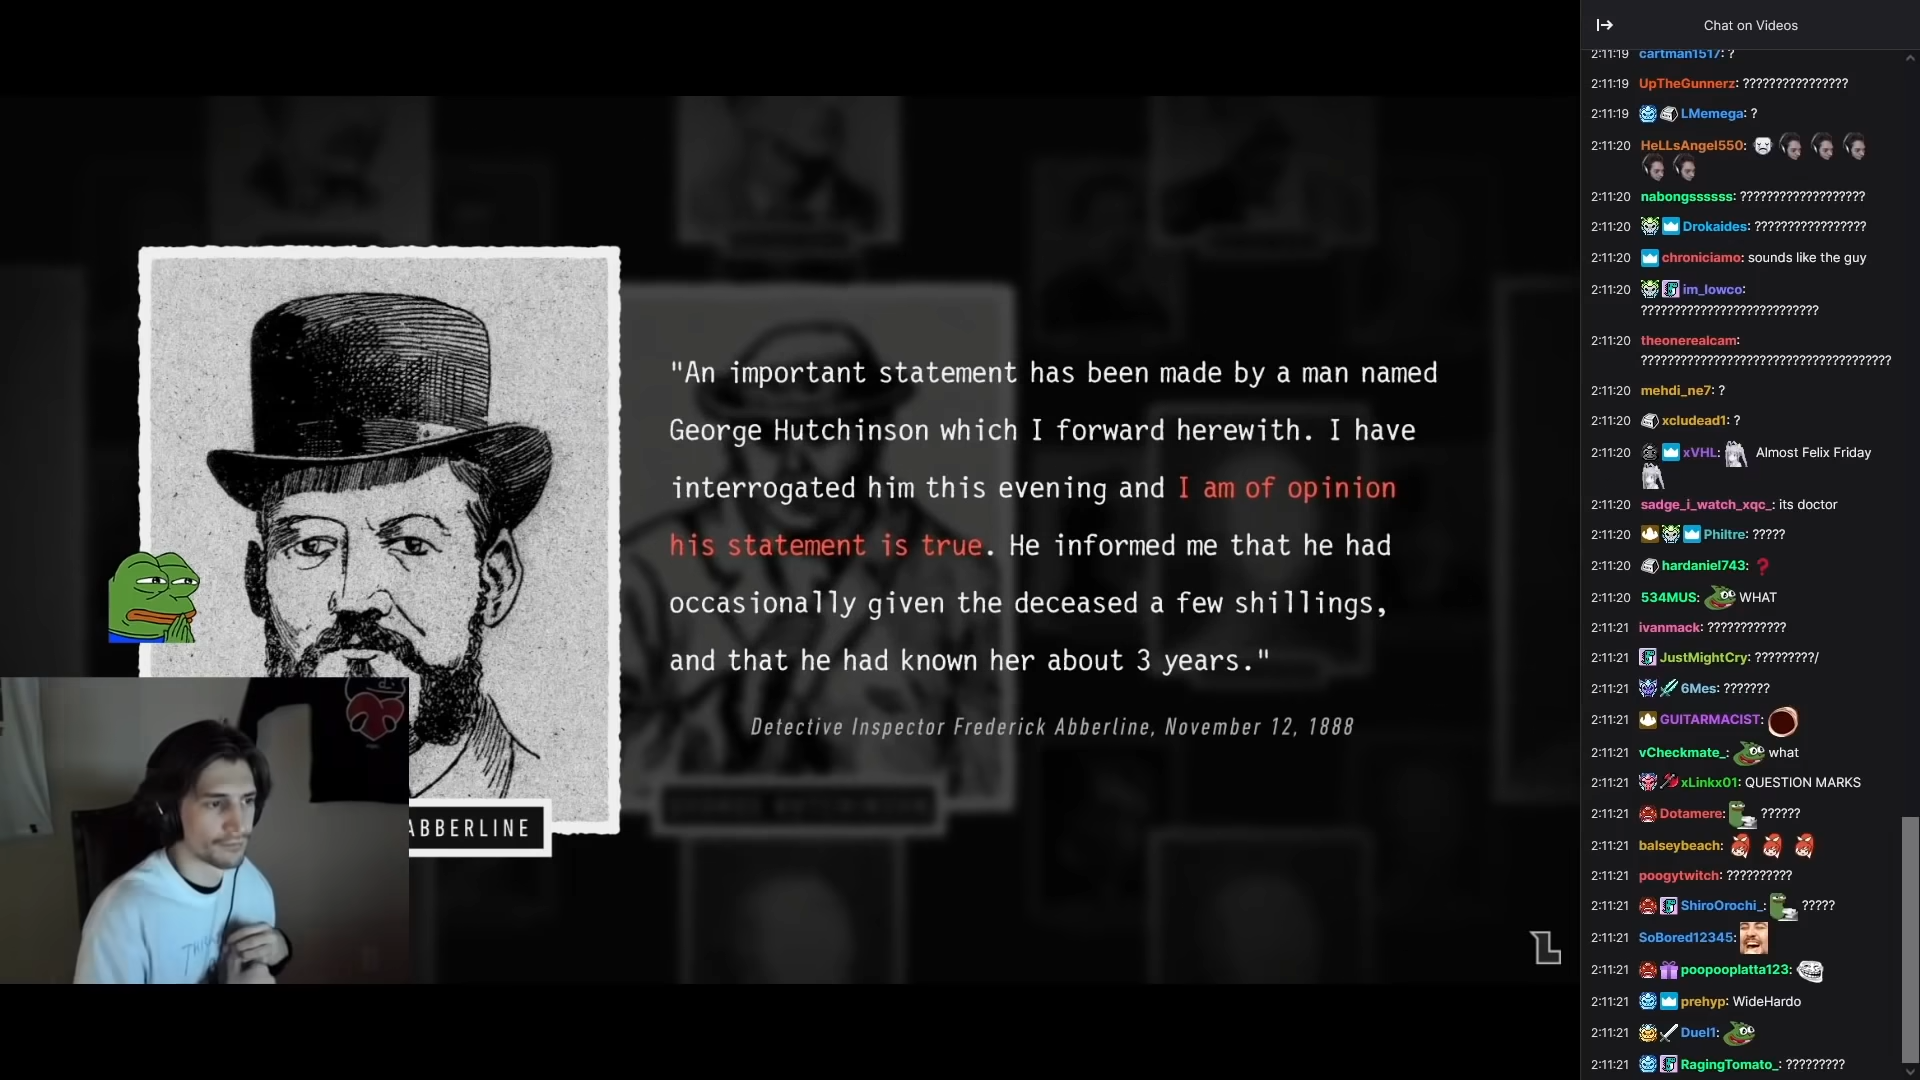 "An important statement has been made by a man named
George Hutchinson which I forward herewith. I have
interrogated him this evening and I am of opinion
his statement is true. He informed me that he had
occasionally given the deceased a few shillings,
and that he had known her about 3 years."
Detective Inspector Frederick Abberline, November 12, 1888
ABBERLINE
Chat on Videos
2:11:19 cartman1517: ?
2:11:19 UpTheGunnerz: ????????????????
2:11:19 LMemega: ?
2:11:20 HeLLsAngel550:
2:11:20 nabongssssss: ???????????????????
2:11:20 Drokaides: ?????????????????
2:11:20 chroniciamo: sounds like the guy
2:11:20 im_lowco:
???????????????????????????
2:11:20 theonerealcam:
??????????????????????????????????????
2:11:20 mehdi_ne7: ?
2:11:20 xcludead1: ?
2:11:20 xVHL: Almost Felix Friday
2:11:20 sadge_i_watch_xqc_: its doctor
2:11:20 Philtre: ?????
2:11:20 hardaniel743: ?
2:11:20 534MUS: WHAT
2:11:21 ivanmack: ????????????
2:11:21 JustMightCry: ?????????/
2:11:21 6Mes: ???????
2:11:21 GUITARMACIST:
2:11:21 vCheckmate_: what
2:11:21 xLinkx01: QUESTION MARKS
2:11:21 Dotamere: ??????
2:11:21 balseybeach:
2:11:21 poogytwitch: ??????????
2:11:21 ShiroOrochi_: ?????
2:11:21 SoBored12345:
2:11:21 poopooplatta123:
2:11:21 prehyp: WideHardo
2:11:21 Duel1:
2:11:21 RagingTomato_: ?????????